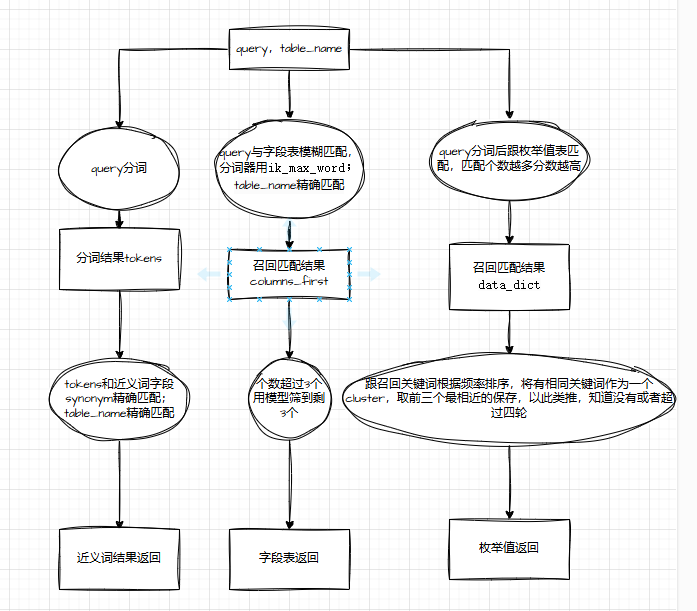 query，table_name
query分词
query与字段表模糊匹配，
分词器用ik_max_word；
table_name精确匹配
query分词后跟枚举值表匹
配，匹配个数越多分数越高
分词结果tokens
召回匹配结果
columns_first
召回匹配结果
data_dict
tokens和近义词字段
synonym精确匹配；
table_name精确匹配
个数超过3个
用模型筛到剩
3个
跟召回关键词根据频率排序，将有相同关键词作为一个
cluster，取前三个最相近的保存，以此类推，知道没有或者超
过四轮
近义词结果返回
字段表返回
枚举值返回